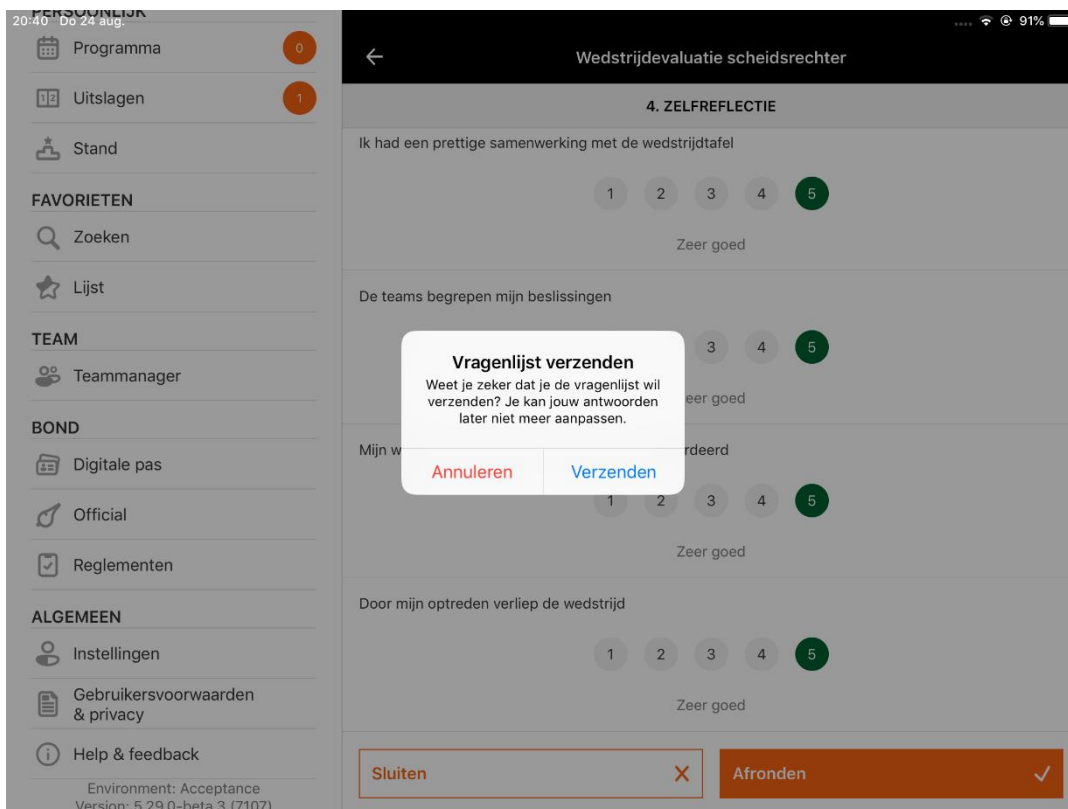 PERSOONLIJK
20:40 Do 24 aug.
91%
Programma
0
Uitslagen
1
Stand
FAVORIETEN
Zoeken
Lijst
TEAM
Teammanager
BOND
Digitale pas
Official
Reglementen
ALGEMEEN
Instellingen
Gebruikersvoorwaarden
& privacy
Help & feedback
Environment: Acceptance
Version: 5.29.0-beta.3 (7107)
Wedstrijdevaluatie scheidsrechter
4. ZELFREFLECTIE
Ik had een prettige samenwerking met de wedstrijdtafel
1 2 3 4 5
Zeer goed
De teams begrepen mijn beslissingen
3 4 5
eer goed
Vragenlijst verzenden
Weet je zeker dat je de vragenlijst wil
verzenden? Je kan jouw antwoorden
later niet meer aanpassen.
Annuleren Verzenden
Mijn w rdeerd
1 2 3 4 5
Zeer goed
Door mijn optreden verliep de wedstrijd
1 2 3 4 5
Zeer goed
Sluiten
Afronden